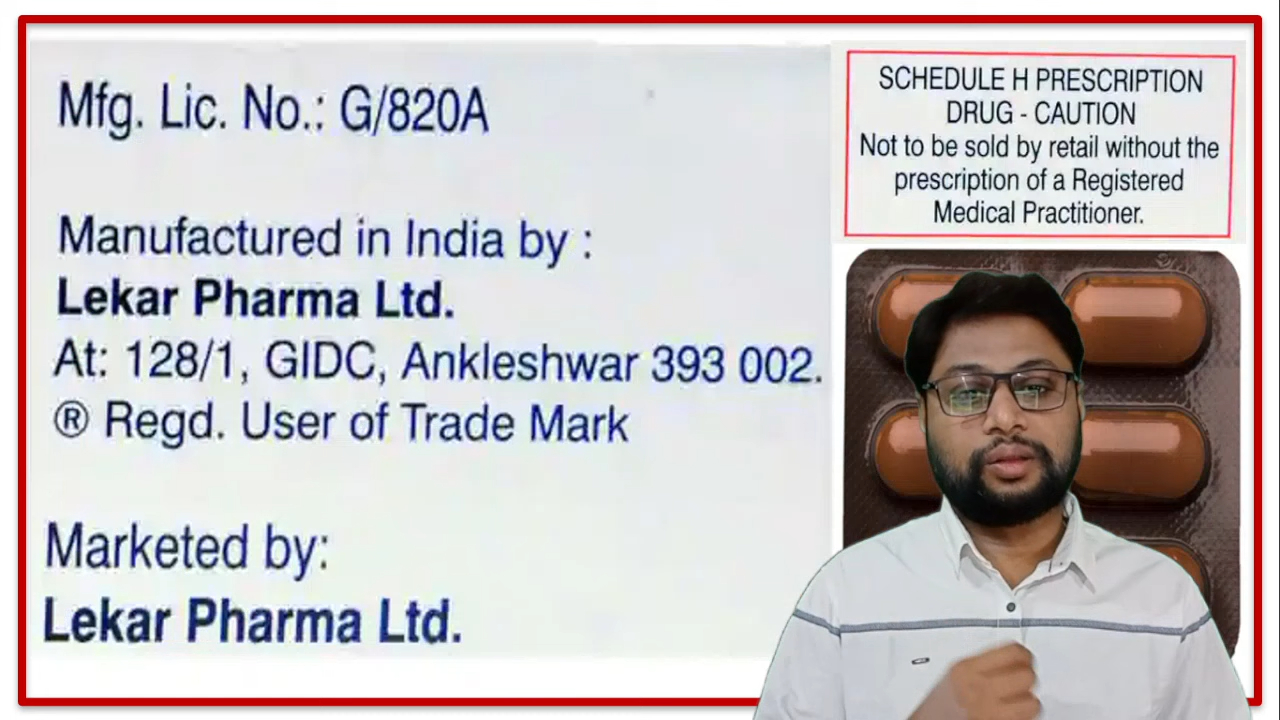 Mfg. Lic. No.: G/820A
Manufactured in India by :
Lekar Pharma Ltd.
At: 128/1, GIDC, Ankleshwar 393 002.
® Regd. User of Trade Mark
Marketed by:
Lekar Pharma Ltd.
SCHEDULE H PRESCRIPTION
DRUG - CAUTION
Not to be sold by retail without the
prescription of a Registered
Medical Practitioner.